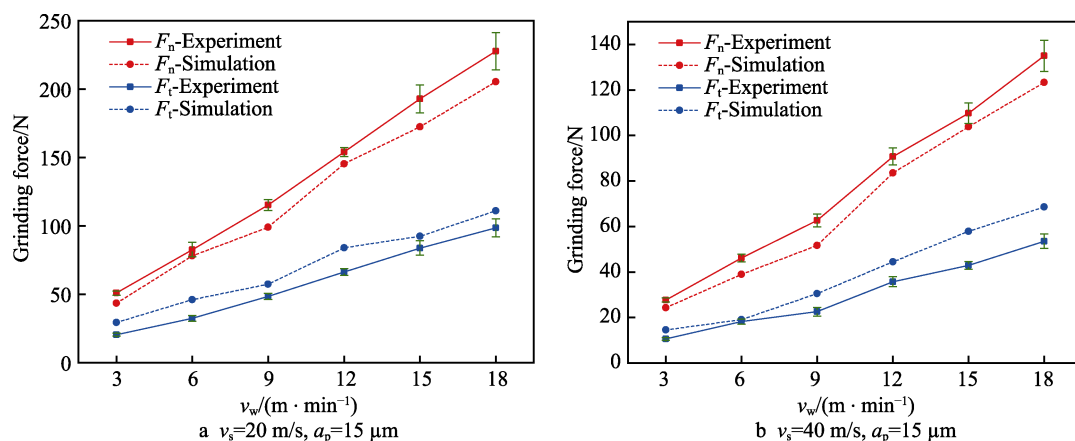 250
200
150
100
50
0
Grinding force/N
Fn-Experiment
Fn-Simulation
Ft-Experiment
Ft-Simulation
3 6 9 12 15 18
vw/(m · min⁻¹)
a vs=20 m/s, ap=15 μm
140
120
100
80
60
40
20
0
Grinding force/N
Fn-Experiment
Fn-Simulation
Ft-Experiment
Ft-Simulation
3 6 9 12 15 18
vw/(m · min⁻¹)
b vs=40 m/s, ap=15 μm